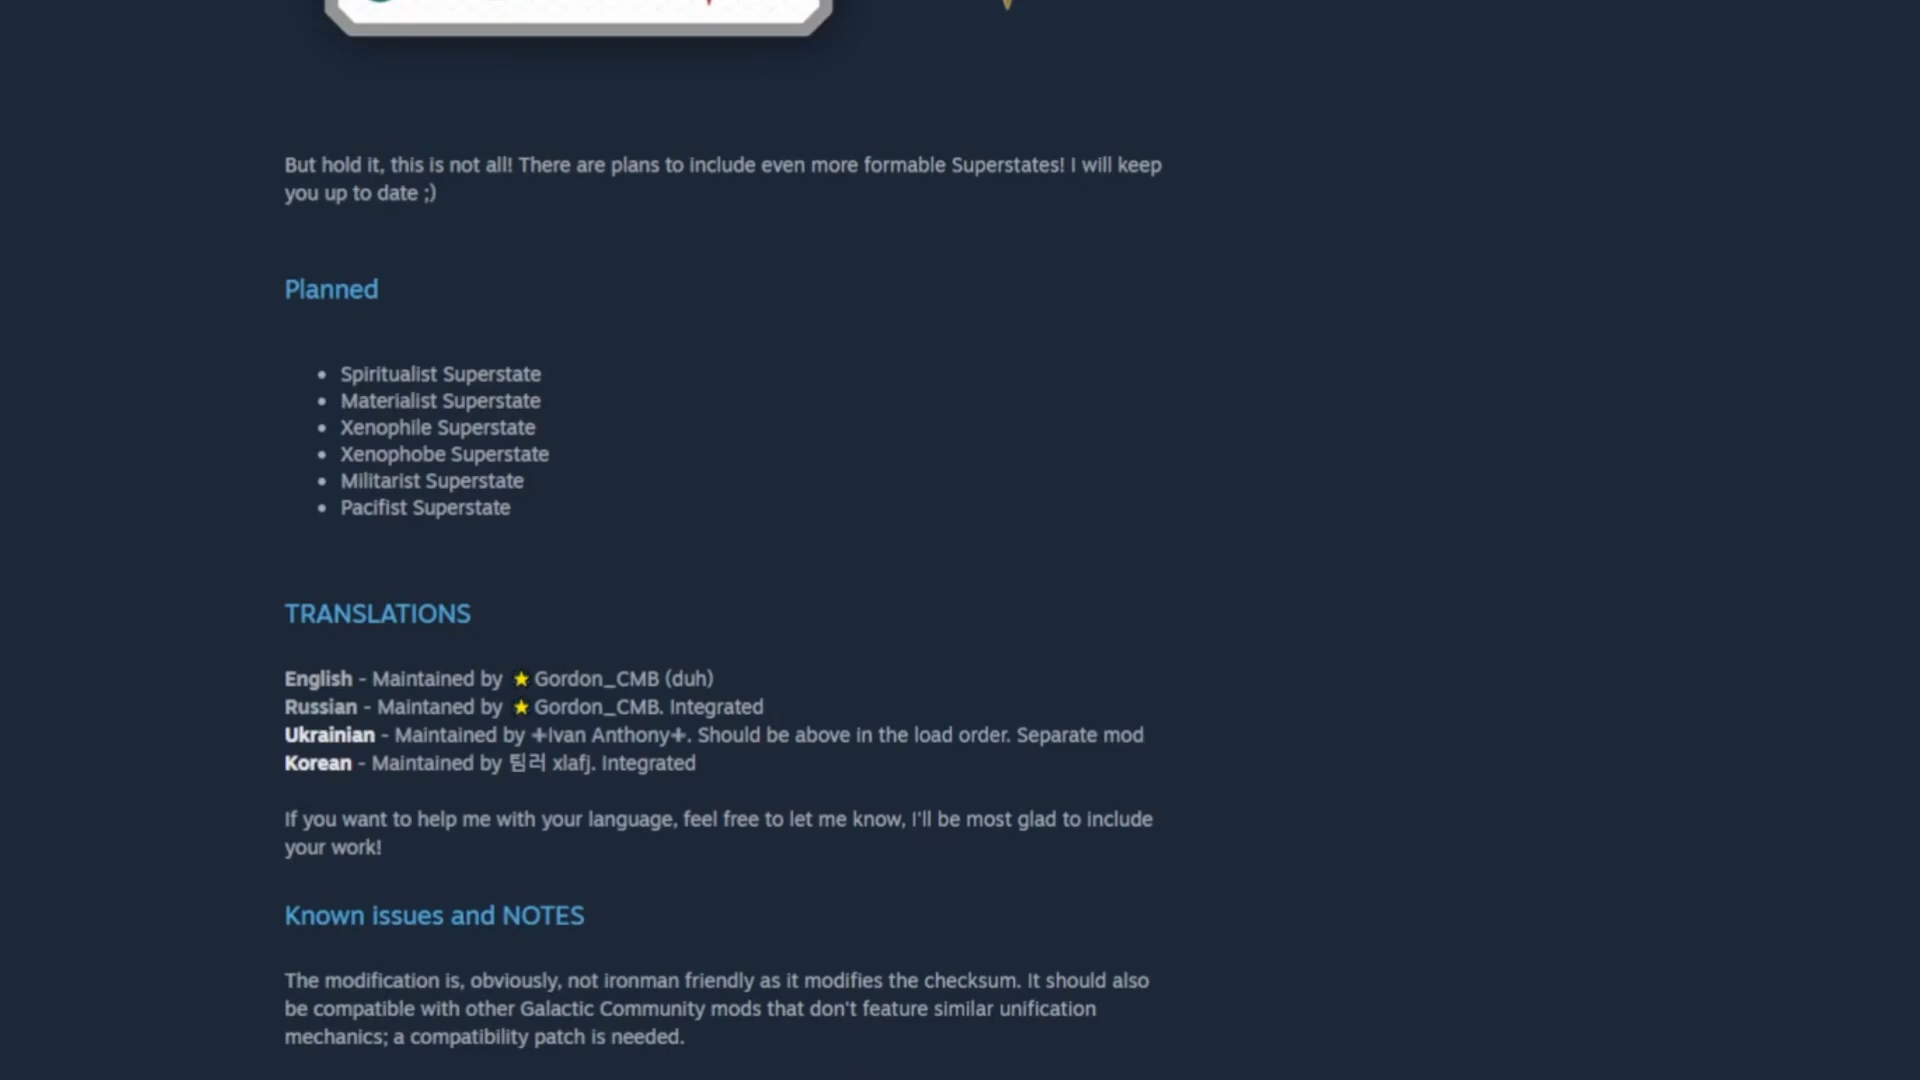 But hold it, this is not all! There are plans to include even more formable Superstates! I will keep
you up to date ;)
Planned
• Spiritualist Superstate
• Materialist Superstate
• Xenophile Superstate
• Xenophobe Superstate
• Militarist Superstate
• Pacifist Superstate
TRANSLATIONS
English - Maintained by ⭐Gordon_CMB (duh)
Russian - Maintaned by ⭐Gordon_CMB. Integrated
Ukrainian - Maintained by ✢Ivan Anthony✢. Should be above in the load order. Separate mod
Korean - Maintained by 팀러 xlafj. Integrated
If you want to help me with your language, feel free to let me know, I'll be most glad to include
your work!
Known issues and NOTES
The modification is, obviously, not ironman friendly as it modifies the checksum. It should also
be compatible with other Galactic Community mods that don't feature similar unification
mechanics; a compatibility patch is needed.